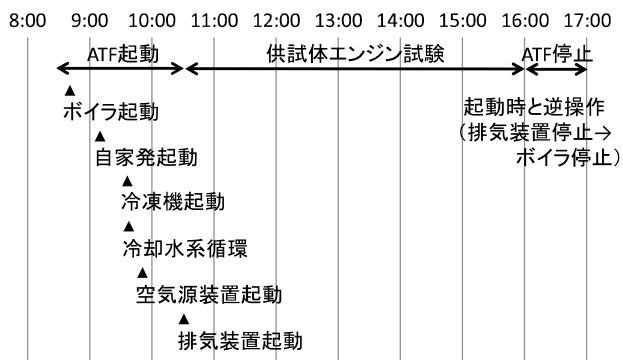 8:00 9:00 10:00 11:00 12:00 13:00 14:00 15:00 16:00 17:00
ATF起動 供試体エンジン試験 ATF停止
▲
ボイラ起動
起動時と逆操作
（排気装置停止→
ボイラ停止）
▲
自家発起動
▲
冷凍機起動
▲
冷却水系循環
▲
空気源装置起動
▲
排気装置起動